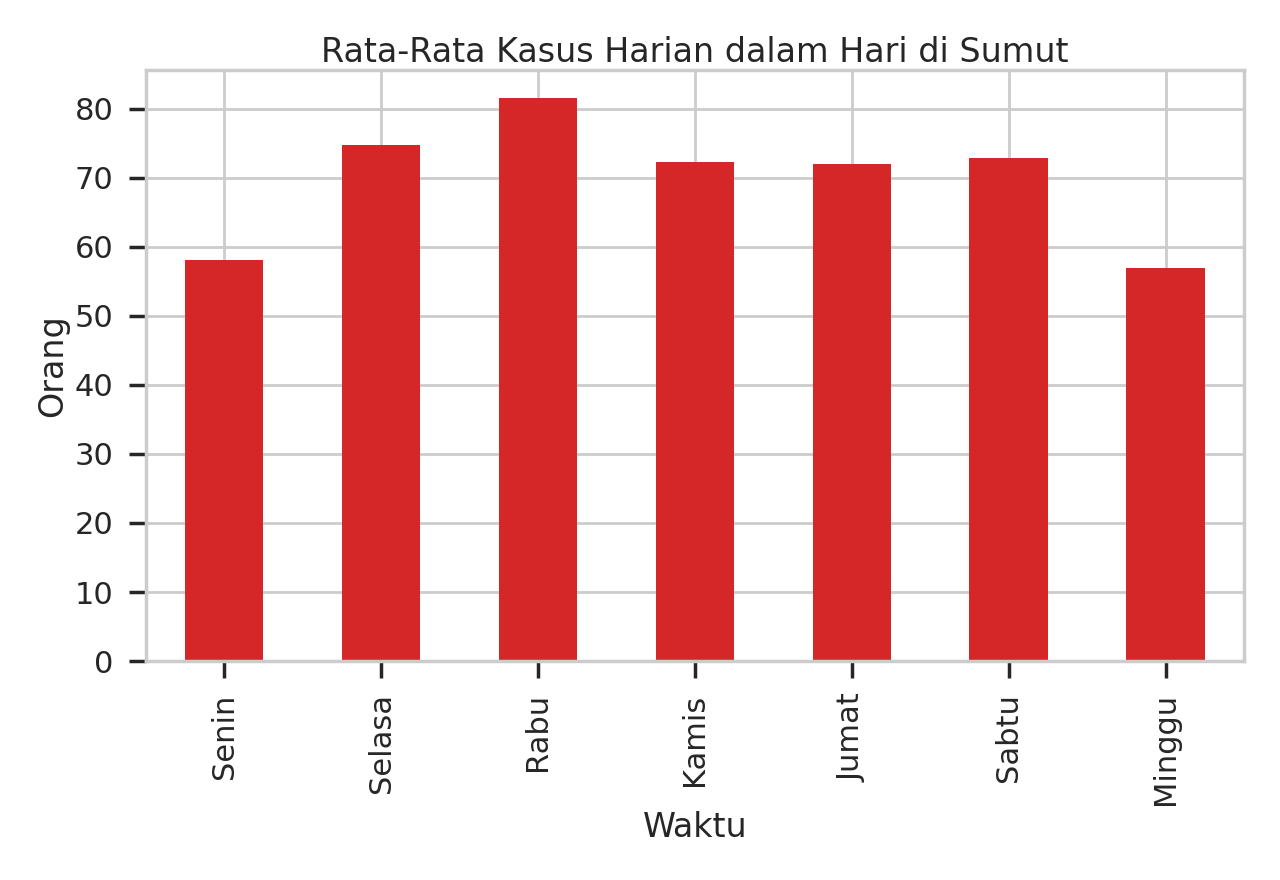 Rata-Rata Kasus Harian dalam Hari di Sumut
Orang
80
70
60
50
40
30
20
10
0
Senin
Selasa
Rabu
Kamis
Jumat
Sabtu
Minggu
Waktu